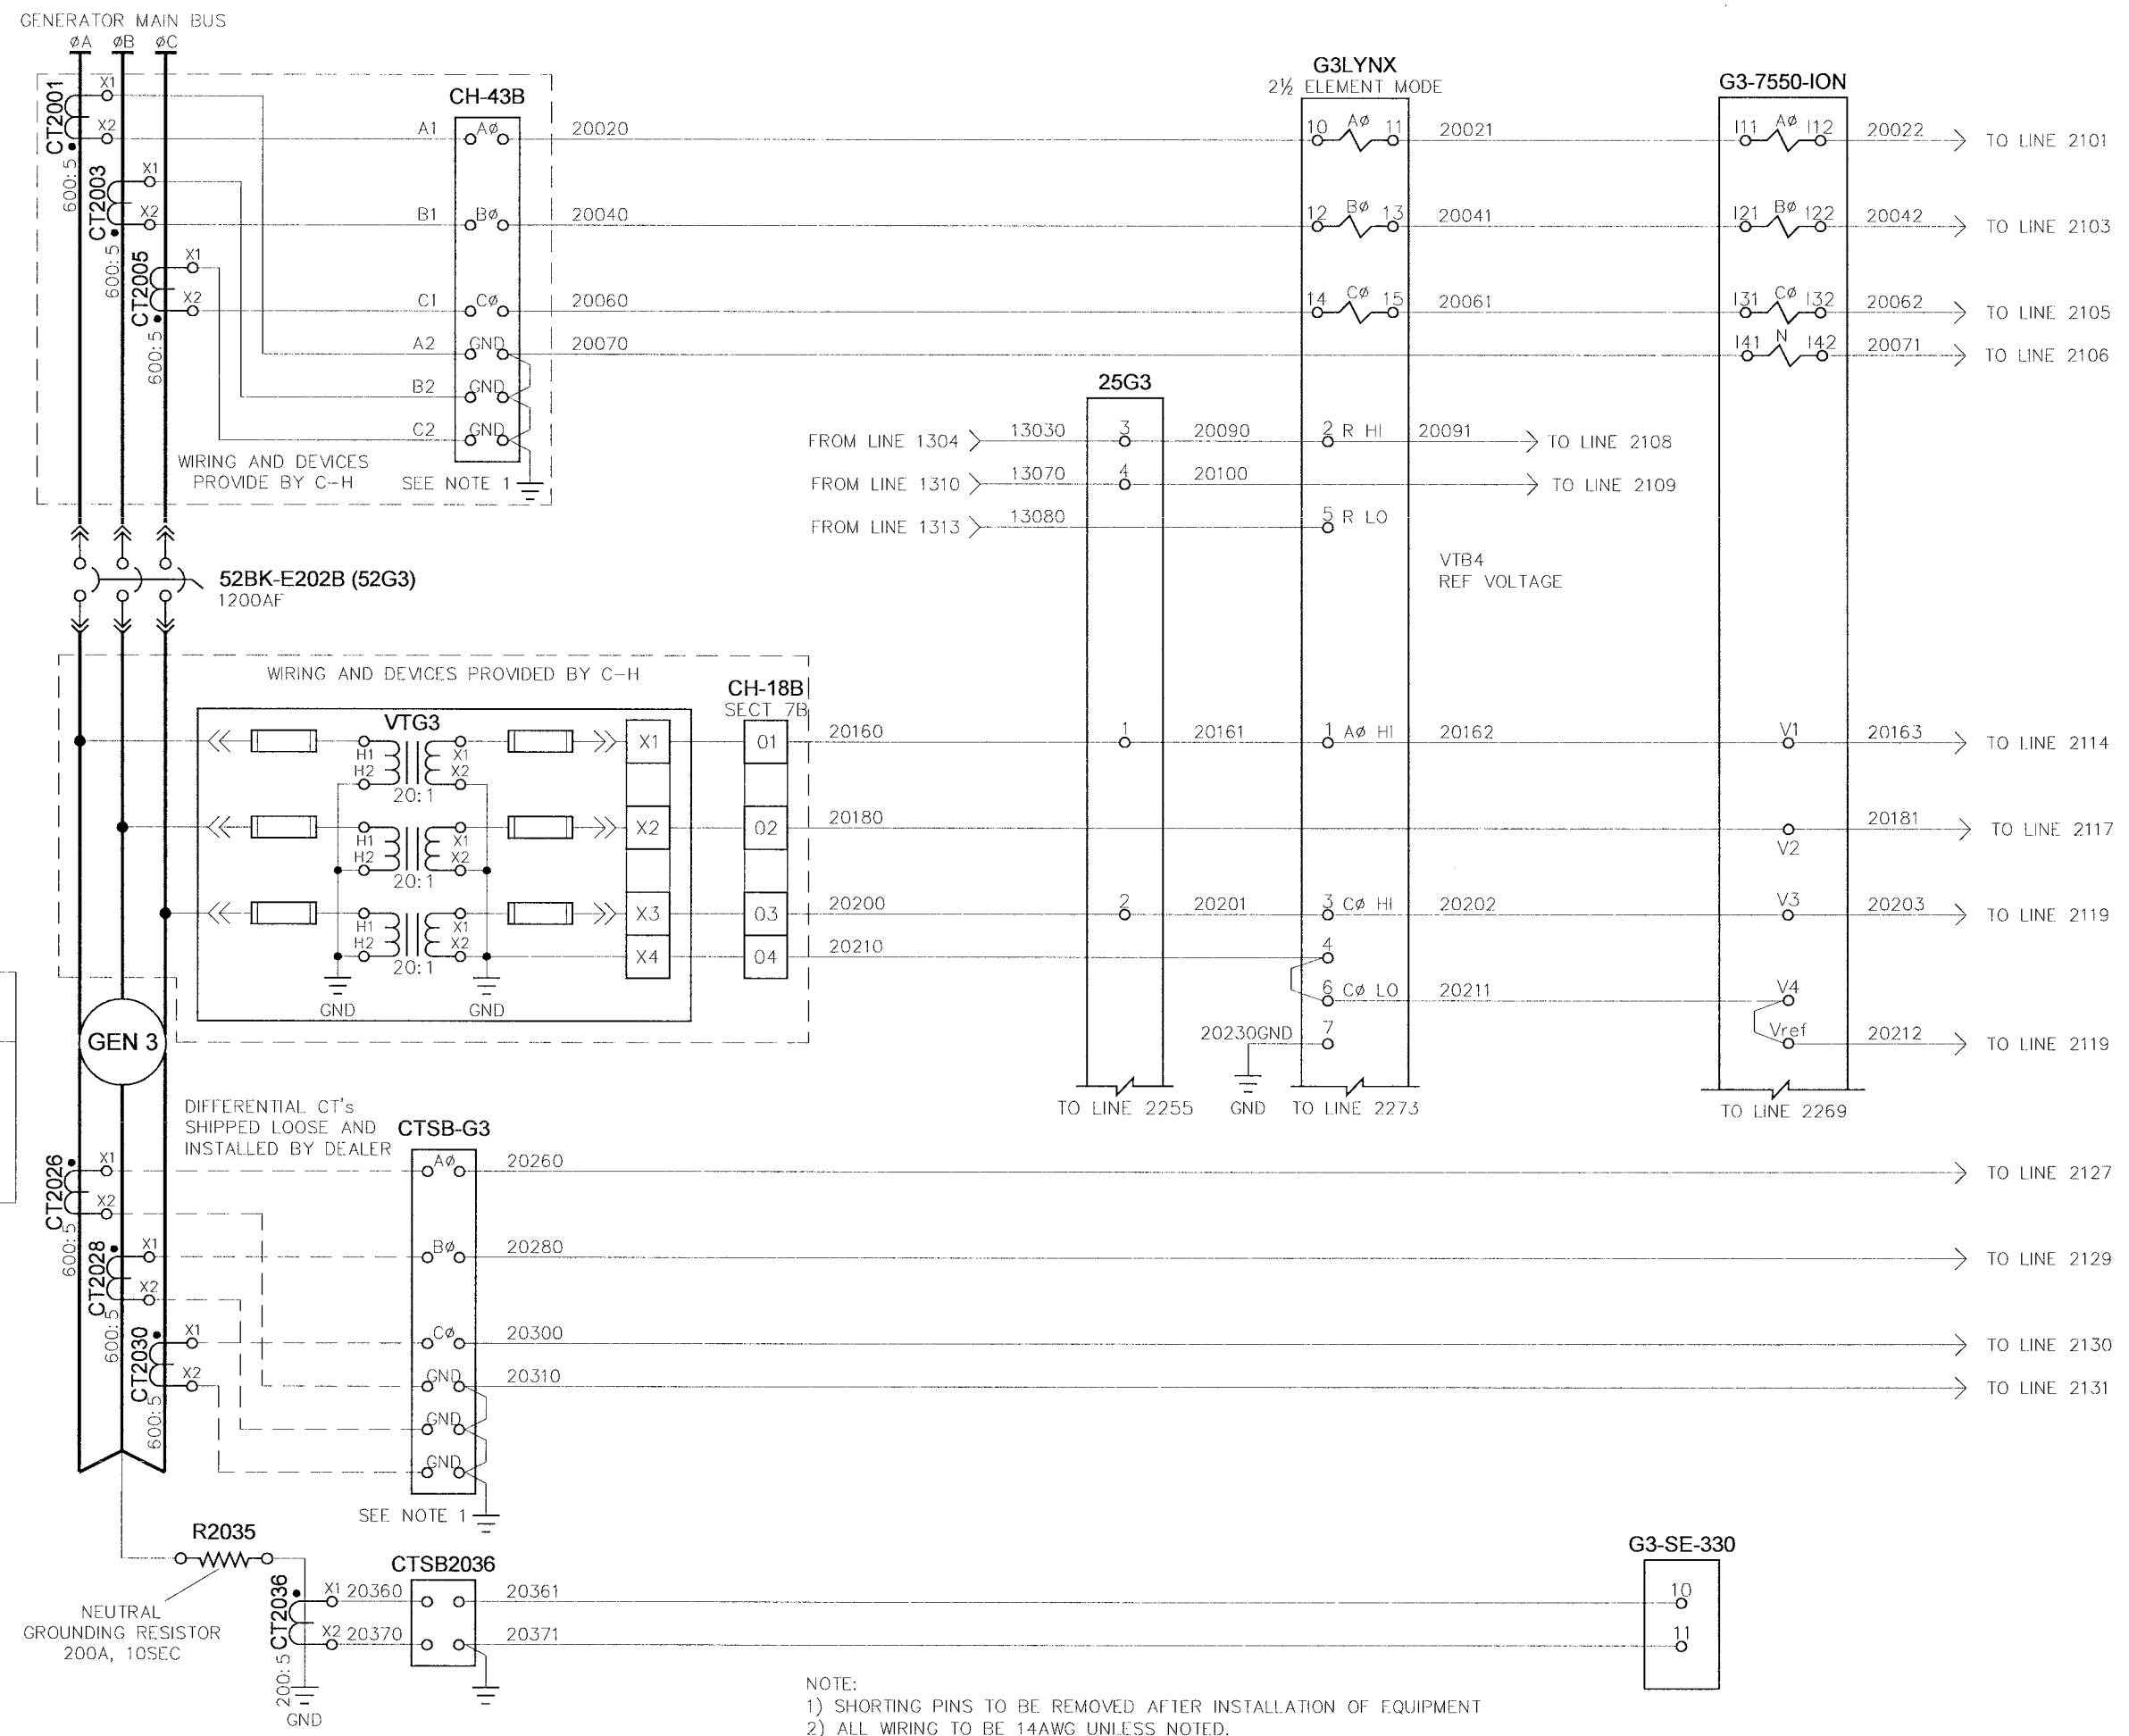 GENERATOR MAIN BUS
øA øB øC
CT2001
600:5
X1
X2
CT2003
600:5
X1
X2
CT2005
600:5
X1
X2
CH-43B
A1 Aø 20020
B1 Bø 20040
C1 Cø 20060
A2 GND 20070
B2 GND
C2 GND
WIRING AND DEVICES
PROVIDE BY C-H
SEE NOTE 1
G3LYNX
2½ ELEMENT MODE
10 Aø 11 20021
12 Bø 13 20041
14 Cø 15 20061
G3-7550-ION
I11 Aø I12 20022 TO LINE 2101
I21 Bø I22 20042 TO LINE 2103
I31 Cø I32 20062 TO LINE 2105
I41 N I42 20071 TO LINE 2106
25G3
FROM LINE 1304 13030 3 20090 2 R HI 20091 TO LINE 2108
FROM LINE 1310 13070 4 20100 TO LINE 2109
FROM LINE 1313 13080 5 R LO
VTB4
REF VOLTAGE
52BK-E202B (52G3)
1200AF
WIRING AND DEVICES PROVIDED BY C-H
VTG3
CH-18B
SECT 7B
H1 X1
H2 X2
20:1
X1 01 20160 1 20161 1 Aø HI 20162 V1 20163 TO LINE 2114
H1 X1
H2 X2
20:1
X2 02 20180 V2 20181 TO LINE 2117
H1 X1
H2 X2
20:1
X3 03 20200 2 20201 3 Cø HI 20202 V3 20203 TO LINE 2119
X4 04 20210 4
6 Cø LO 20211 V4
GND GND
20230GND 7
Vref 20212 TO LINE 2119
GEN 3
TO LINE 2255 GND TO LINE 2273 TO LINE 2269
DIFFERENTIAL CT's
SHIPPED LOOSE AND
INSTALLED BY DEALER
CTSB-G3
CT2026
600:5
X1
X2
CT2028
600:5
X1
X2
CT2030
600:5
X1
X2
Aø 20260 TO LINE 2127
Bø 20280 TO LINE 2129
Cø 20300 TO LINE 2130
GND 20310 TO LINE 2131
GND
GND
SEE NOTE 1
R2035
NEUTRAL
GROUNDING RESISTOR
200A, 10SEC
CT2036
200:5
GND
CTSB2036
X1 20360 20361
X2 20370 20371
G3-SE-330
10
11
NOTE:
1) SHORTING PINS TO BE REMOVED AFTER INSTALLATION OF EQUIPMENT
2) ALL WIRING TO BE 14AWG UNLESS NOTED.